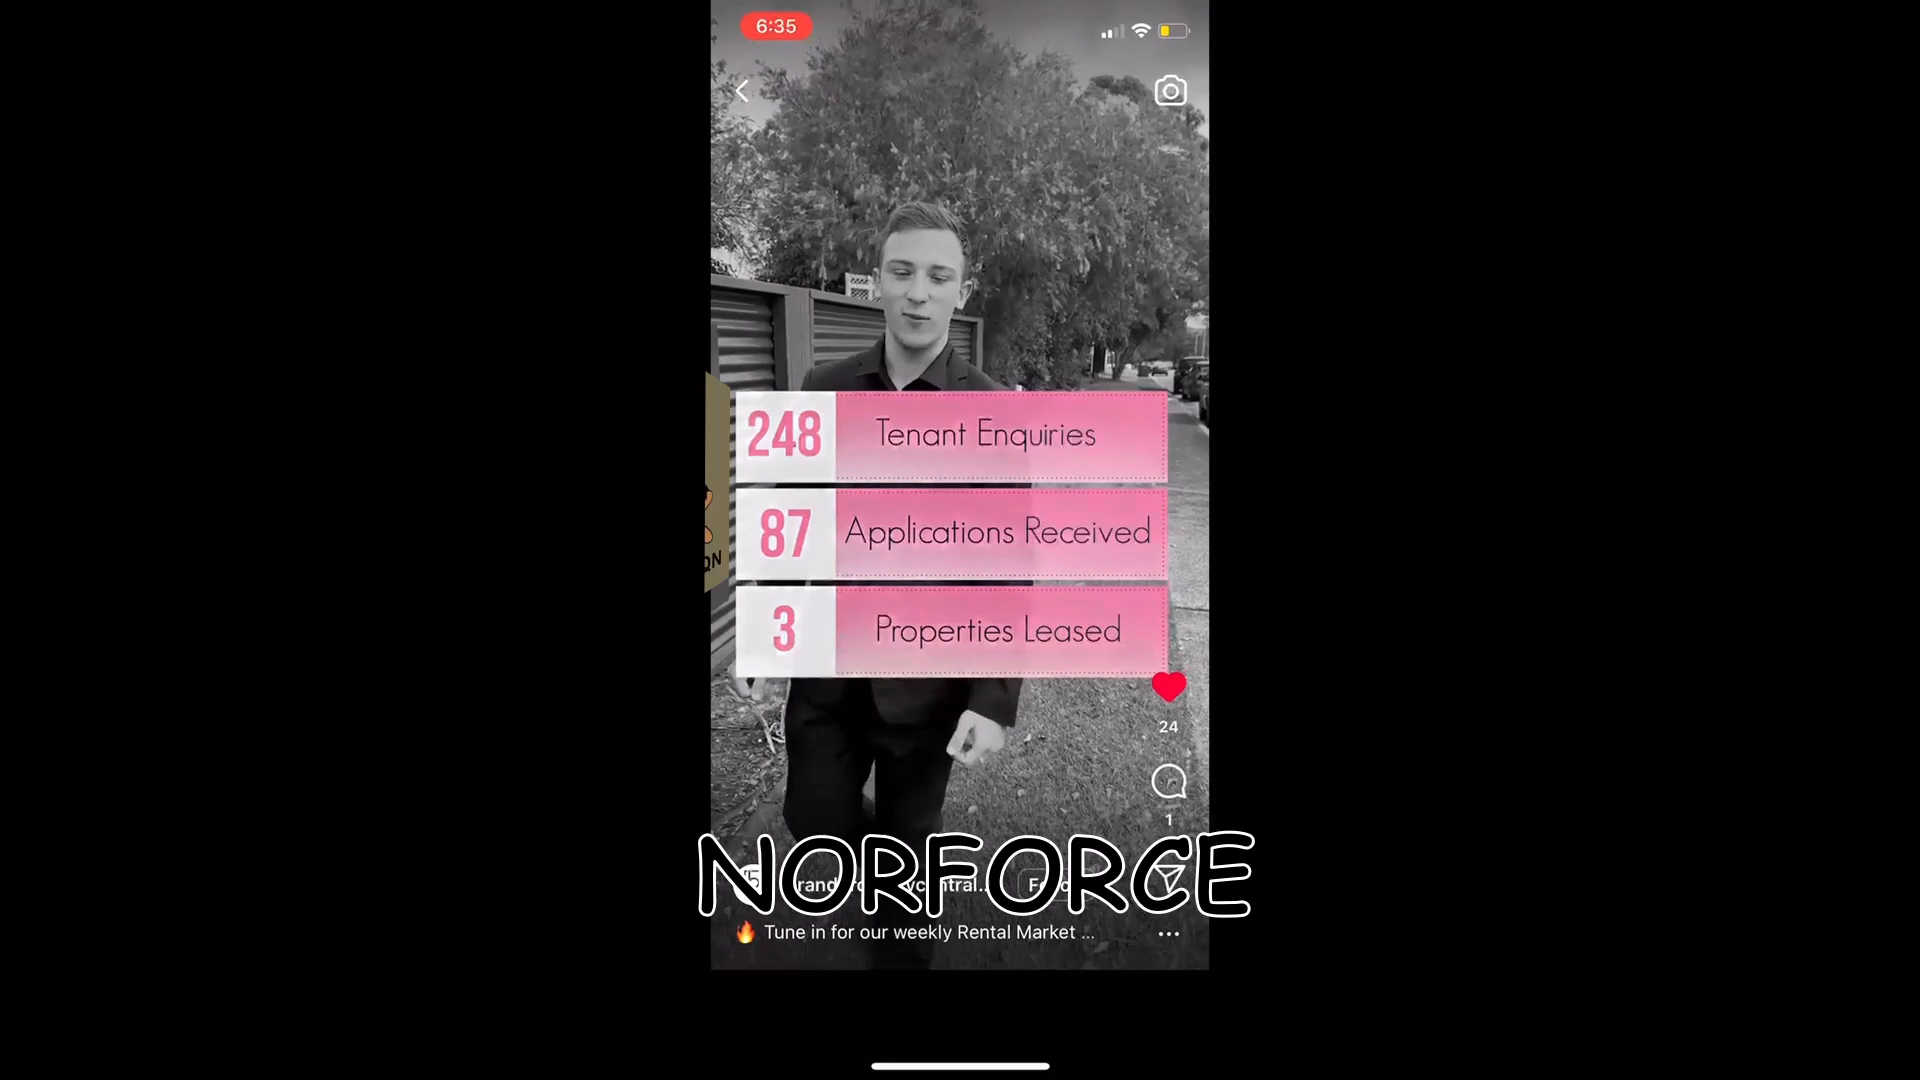 6:35
248 Tenant Enquiries
87 Applications Received
3 Properties Leased
QN
24
1
NORFORCE
🔥 Tune in for our weekly Rental Market ...